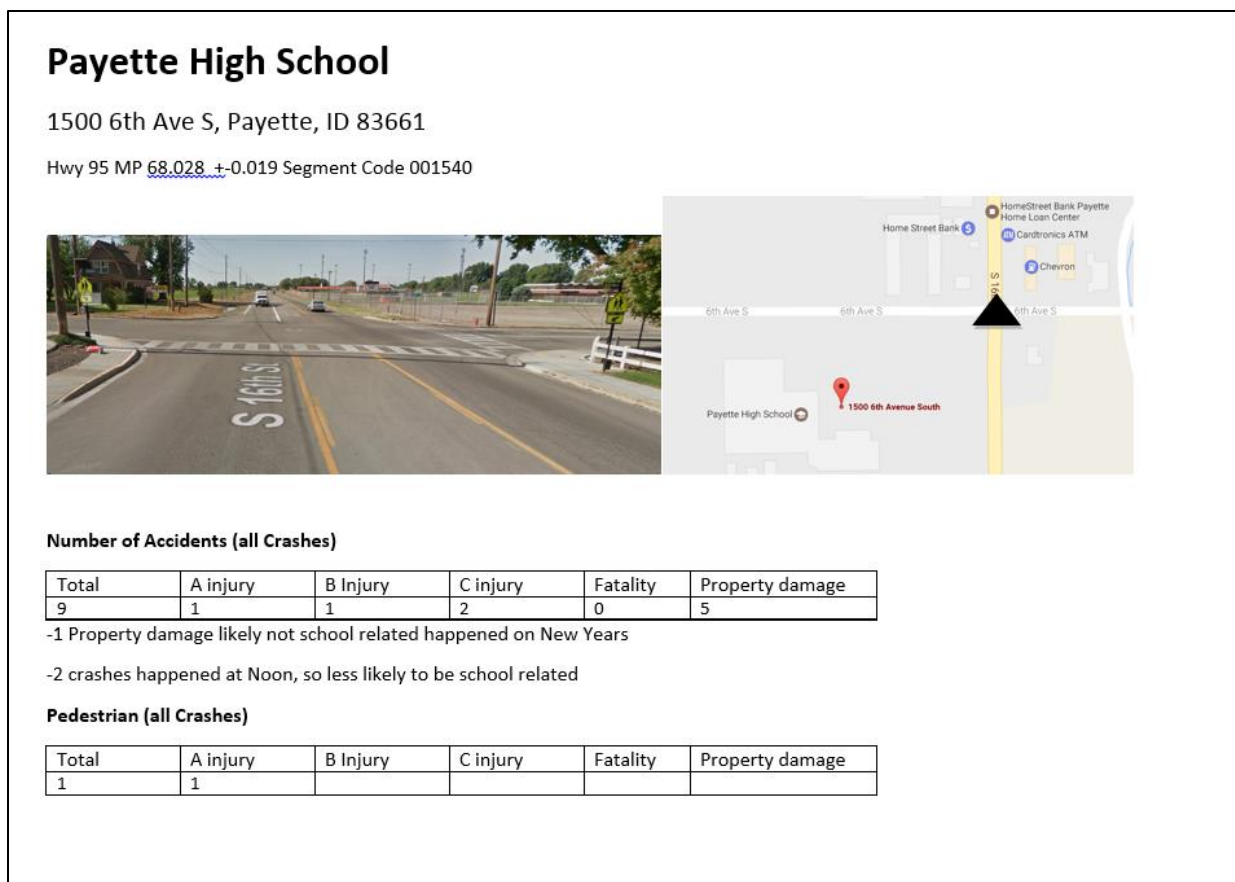 Payette High School
1500 6th Ave S, Payette, ID 83661
Hwy 95 MP 68.028 +-0.019 Segment Code 001540
S 16th St
HomeStreet Bank Payette
Home Loan Center
Home Street Bank
Cardtronics ATM
Chevron
S 16
6th Ave S
6th Ave S
6th Ave S
1500 6th Avenue South
Payette High School
Number of Accidents (all Crashes)
Total A injury B Injury C injury Fatality Property damage
9 1 1 2 0 5
-1 Property damage likely not school related happened on New Years
-2 crashes happened at Noon, so less likely to be school related
Pedestrian (all Crashes)
Total A injury B Injury C injury Fatality Property damage
1 1